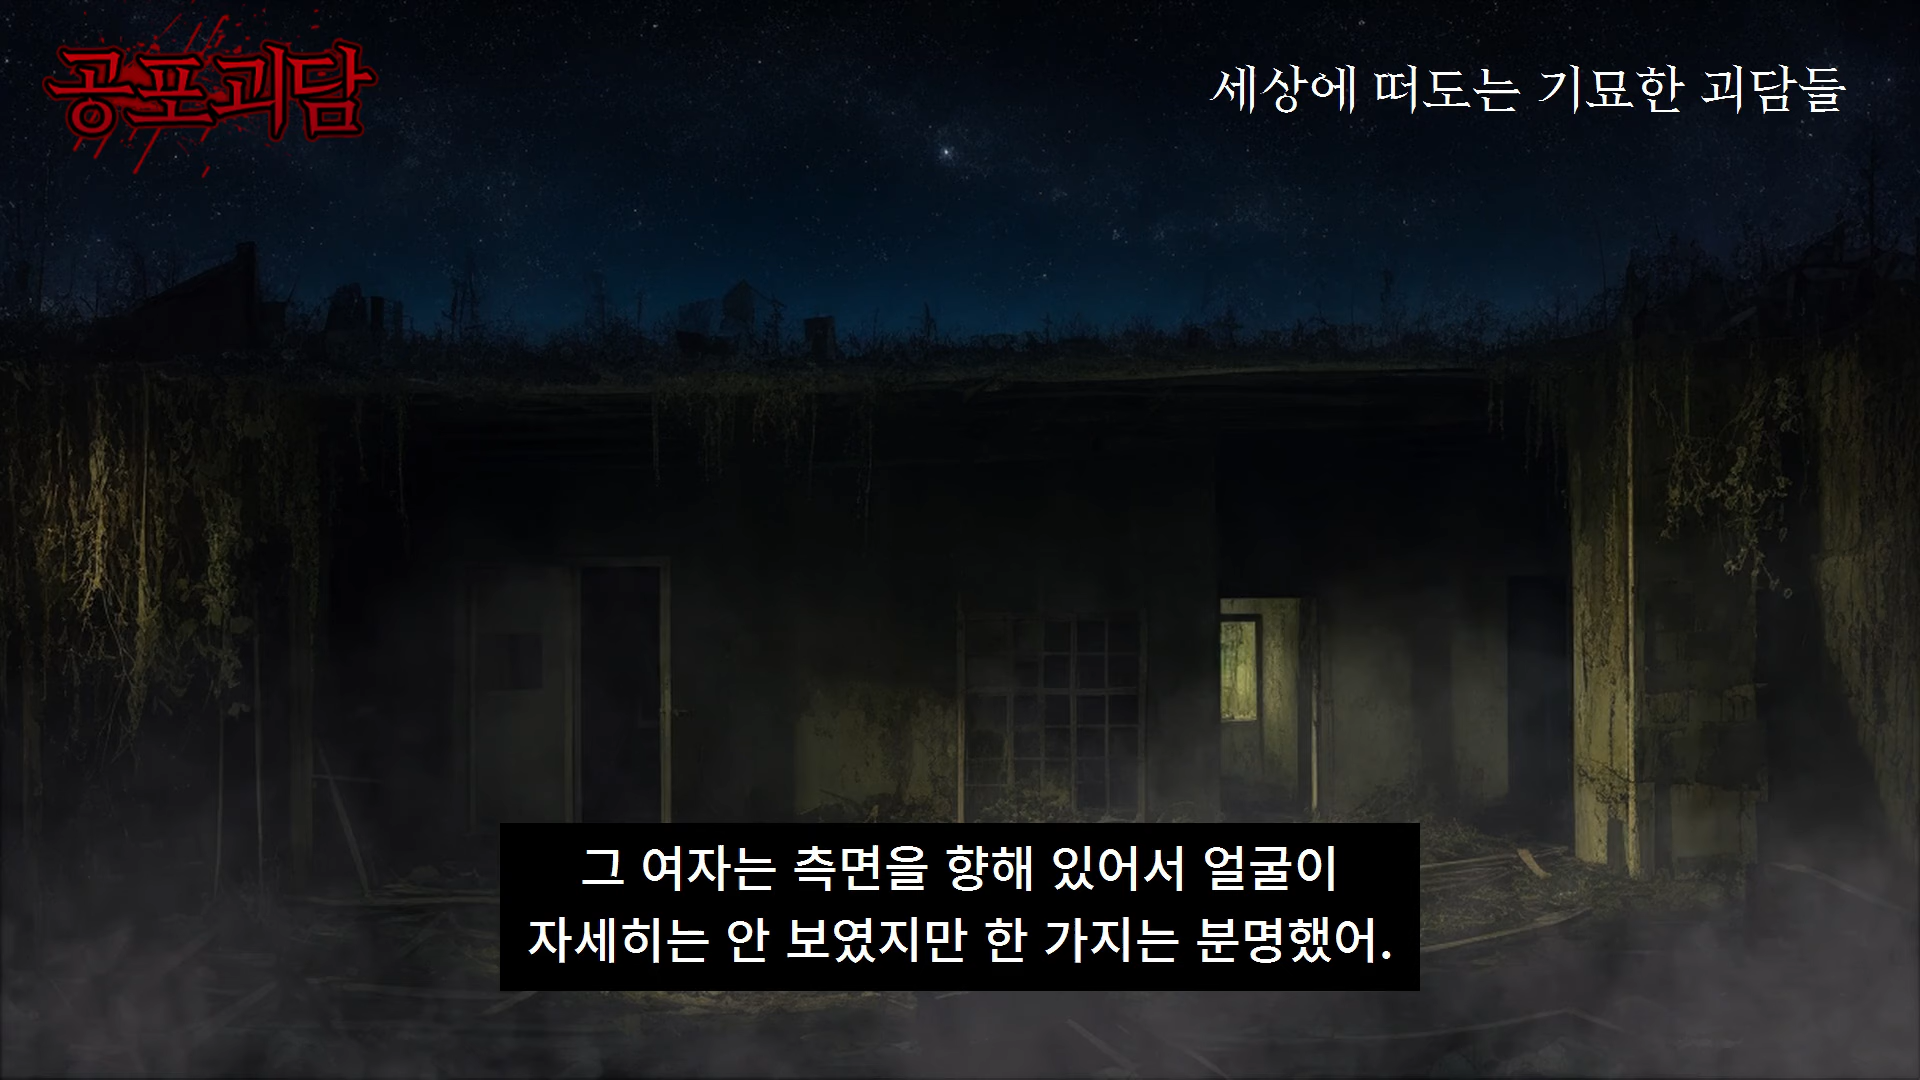 공포괴담
세상에 떠도는 기묘한 괴담들
그 여자는 측면을 향해 있어서 얼굴이
자세히는 안 보였지만 한 가지는 분명했어.